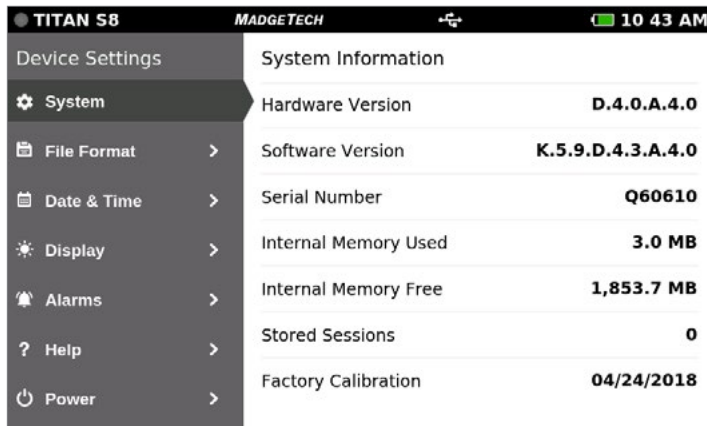 TITAN S8 MADGETECH 10 43 AM
Device Settings
System
File Format
Date & Time
Display
Alarms
? Help
Power
System Information
Hardware Version D.4.0.A.4.0
Software Version K.5.9.D.4.3.A.4.0
Serial Number Q60610
Internal Memory Used 3.0 MB
Internal Memory Free 1,853.7 MB
Stored Sessions 0
Factory Calibration 04/24/2018